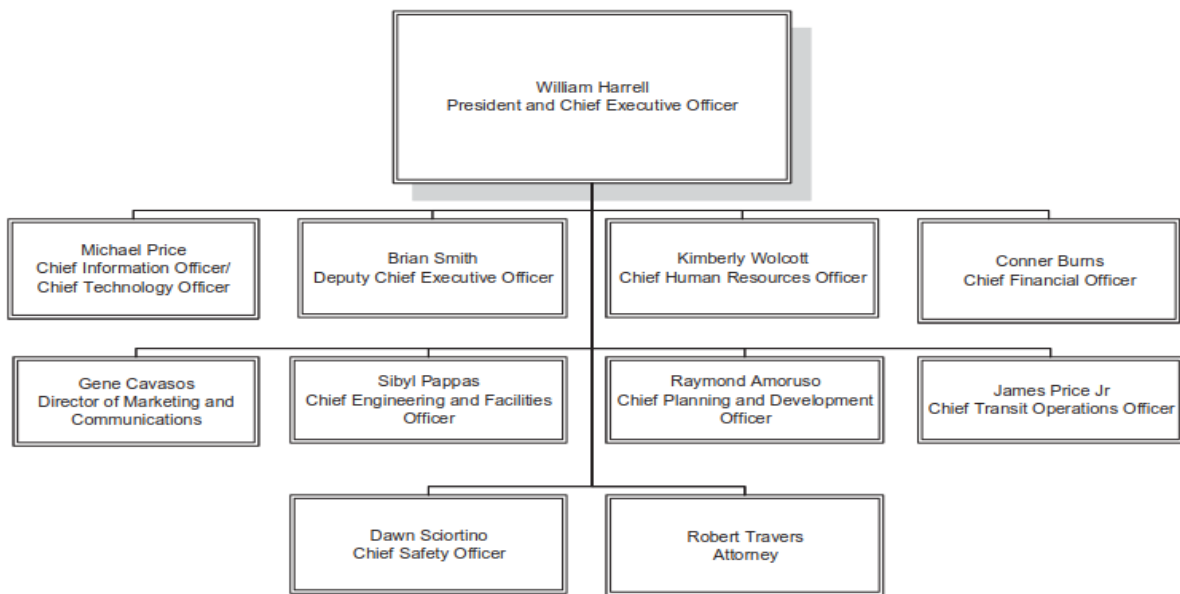 William Harrell
President and Chief Executive Officer
Michael Price
Chief Information Officer/
Chief Technology Officer
Brian Smith
Deputy Chief Executive Officer
Kimberly Wolcott
Chief Human Resources Officer
Conner Burns
Chief Financial Officer
Gene Cavasos
Director of Marketing and
Communications
Sibyl Pappas
Chief Engineering and Facilities
Officer
Raymond Amoruso
Chief Planning and Development
Officer
James Price Jr
Chief Transit Operations Officer
Dawn Sciortino
Chief Safety Officer
Robert Travers
Attorney